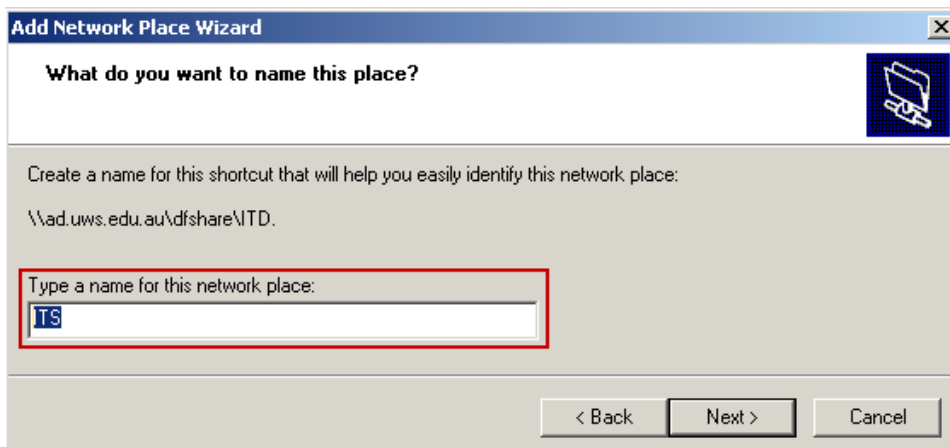 Add Network Place Wizard
What do you want to name this place?
Create a name for this shortcut that will help you easily identify this network place:
\\ad.uws.edu.au\dfshare\ITD.
Type a name for this network place:
ITS
< Back Next > Cancel